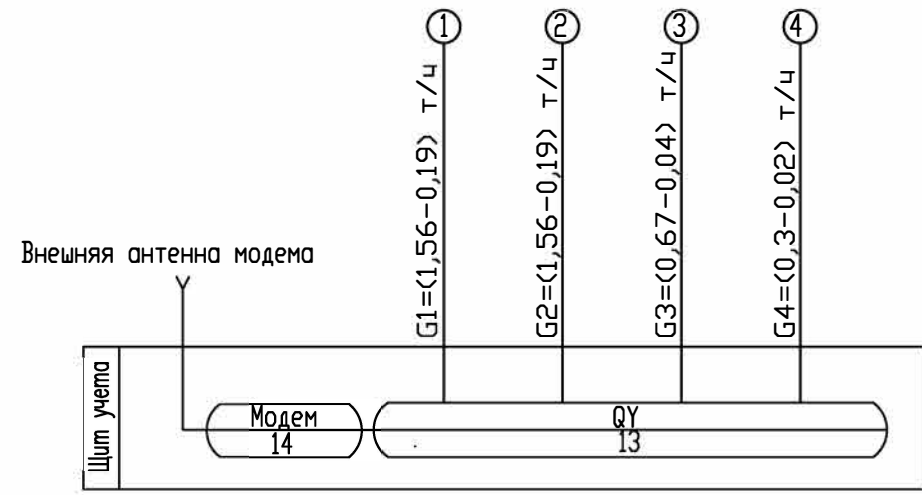 1 2 3 4
G1=(1,56-0,19) т/ч
G2=(1,56-0,19) т/ч
G3=(0,67-0,04) т/ч
G4=(0,3-0,02) т/ч
Внешняя антенна модема
Щит учета
Модем
14
QY
13